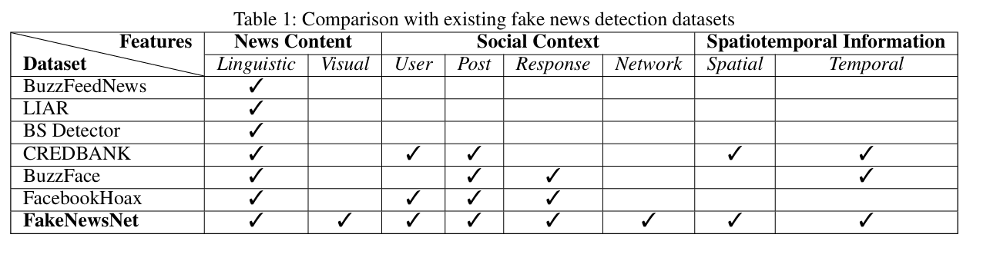 Table 1: Comparison with existing fake news detection datasets
Features News Content Social Context Spatiotemporal Information
Dataset Linguistic Visual User Post Response Network Spatial Temporal
BuzzFeedNews ✓
LIAR ✓
BS Detector ✓
CREDBANK ✓ ✓ ✓ ✓ ✓
BuzzFace ✓ ✓ ✓ ✓
FacebookHoax ✓ ✓ ✓ ✓
FakeNewsNet ✓ ✓ ✓ ✓ ✓ ✓ ✓ ✓